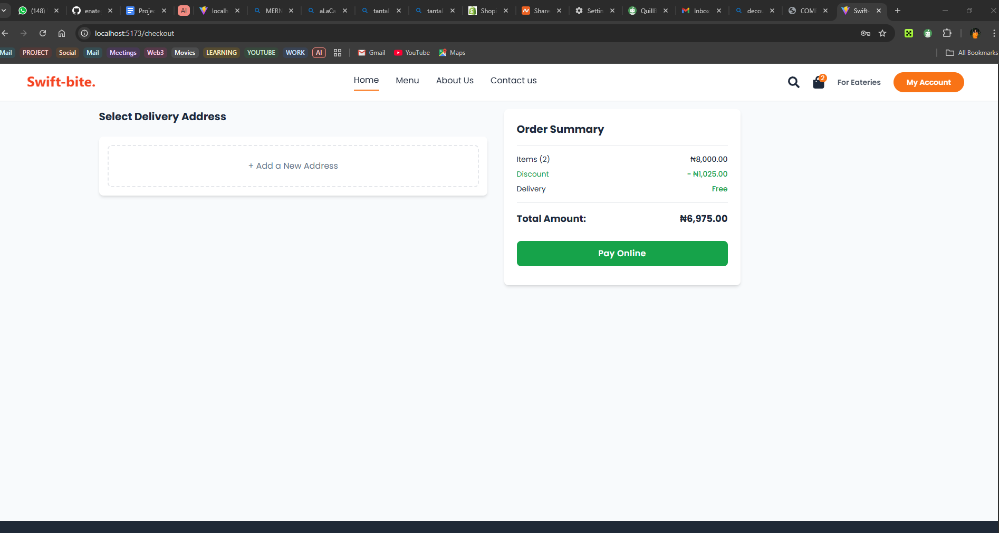 (148)
enate
Projec
AI
localh
MERN
aLaCa
tantal
tantal
Shopi
Share
Settin
QuillB
Inbox
decou
COM
Swift-
localhost:5173/checkout
Mail
PROJECT
Social
Mail
Meetings
Web3
Movies
LEARNING
YOUTUBE
WORK
AI
Gmail
YouTube
Maps
All Bookmarks
Swift-bite.
Home
Menu
About Us
Contact us
2
For Eateries
My Account
Select Delivery Address
+ Add a New Address
Order Summary
Items (2) ₦8,000.00
Discount - ₦1,025.00
Delivery Free
Total Amount: ₦6,975.00
Pay Online